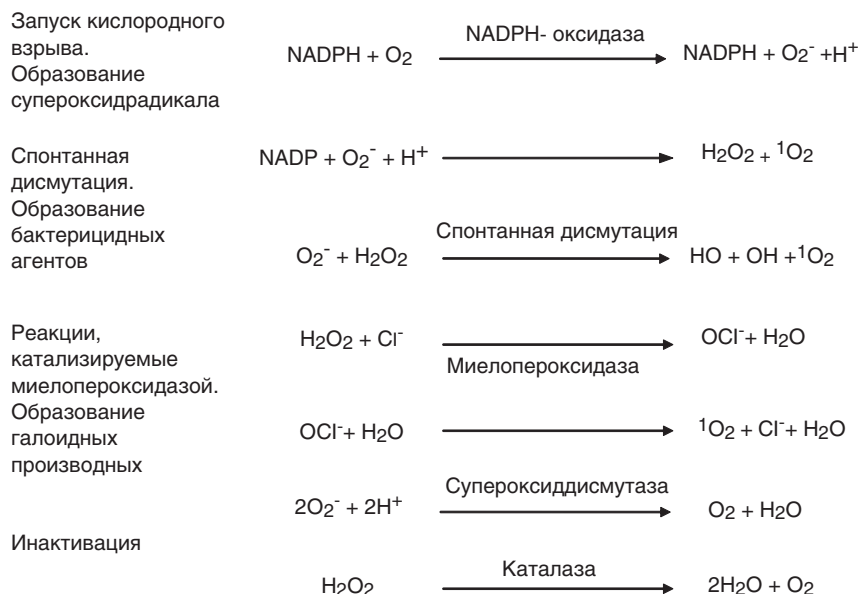 Запуск кислородного
взрыва.
Образование
супероксидрадикала
NADPH + O₂
NADPH- оксидаза
NADPH + O₂⁻ +H⁺
Спонтанная
дисмутация.
Образование
бактерицидных
агентов
NADP + O₂⁻ + H⁺
H₂O₂ + ¹O₂
O₂⁻ + H₂O₂
Спонтанная дисмутация
HO + OH +¹O₂
Реакции,
катализируемые
миелопероксидазой.
Образование
галоидных
производных
H₂O₂ + Cl⁻
Миелопероксидаза
OCl⁻+ H₂O
OCl⁻+ H₂O
¹O₂ + Cl⁻+ H₂O
Инактивация
2O₂⁻ + 2H⁺
Супероксиддисмутаза
O₂ + H₂O
H₂O₂
Каталаза
2H₂O + O₂